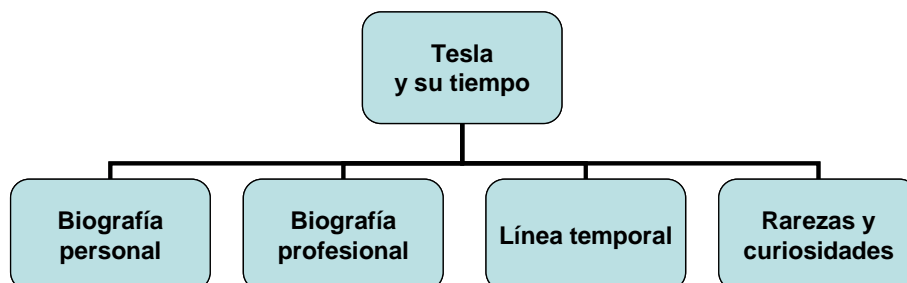 Tesla
y su tiempo
Biografía
personal
Biografía
profesional
Línea temporal
Rarezas y
curiosidades